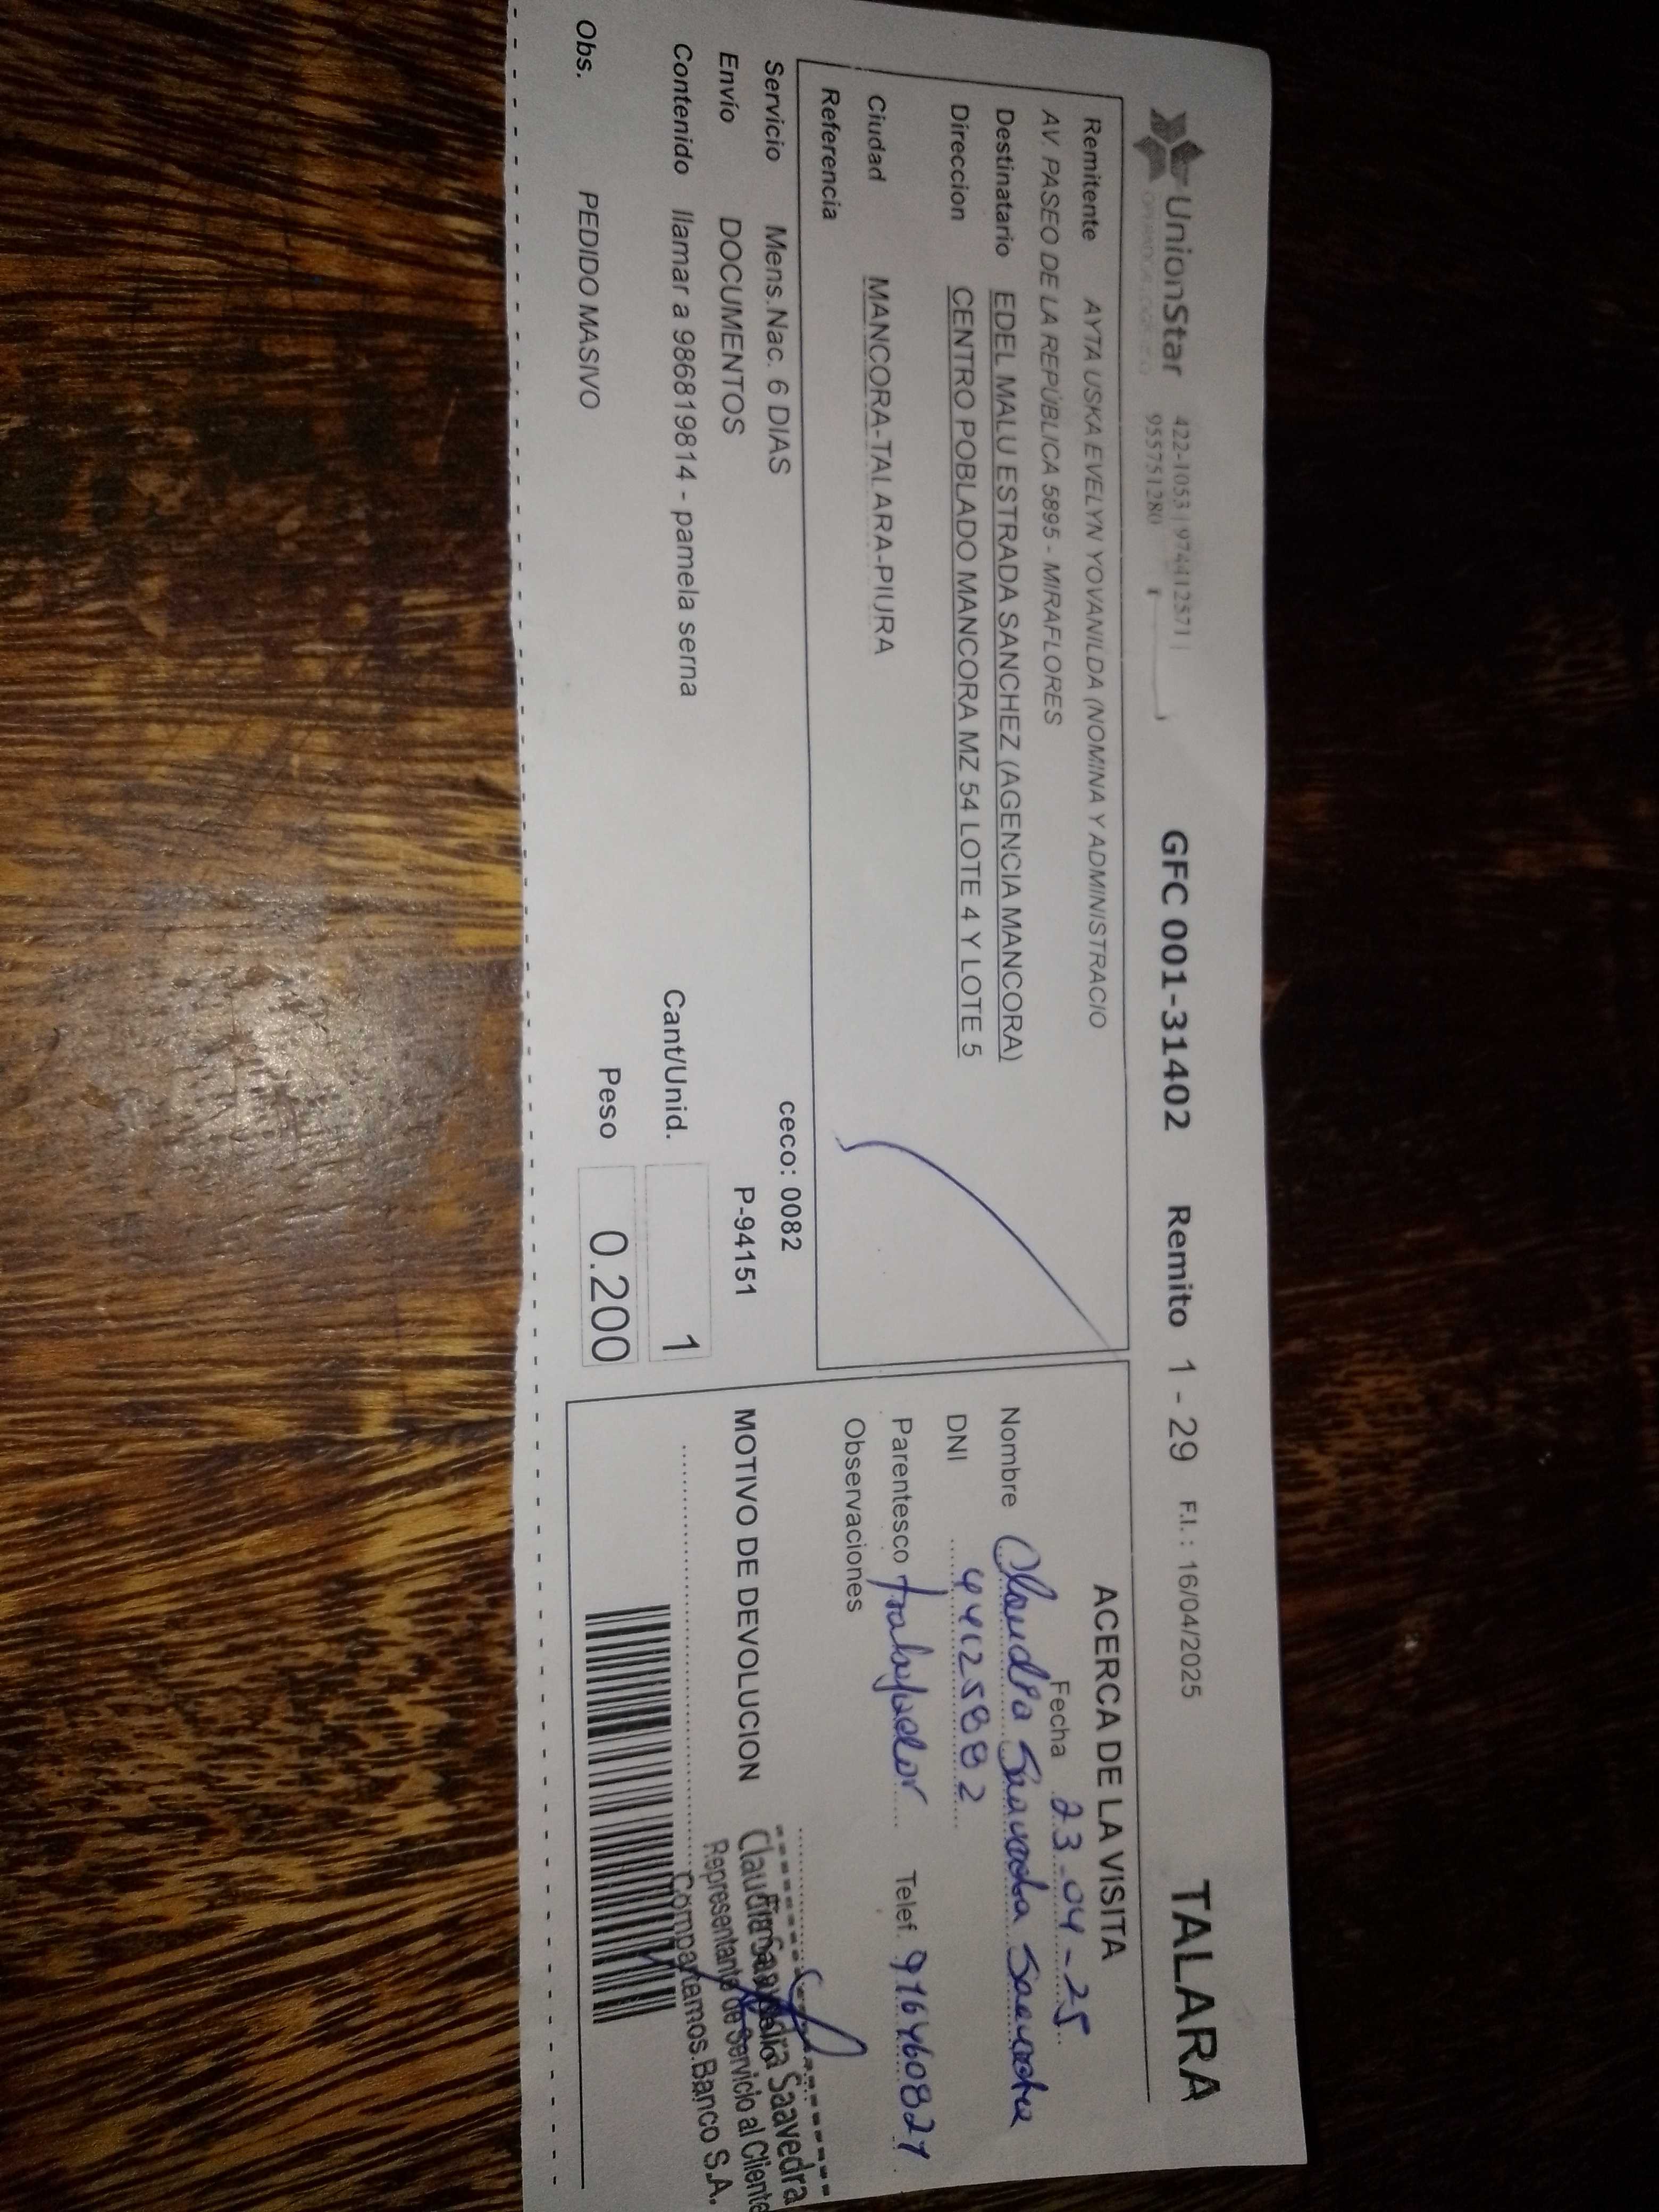 UnionStar
422-1053 | 974412571 |
955751280
GFC 001-31402 Remito 1 - 29 F.I. : 16/04/2025 TALARA
Remitente AYTA USKA EVELYN YOVANILDA (NOMINA Y ADMINISTRACIO
AV. PASEO DE LA REPÚBLICA 5895 - MIRAFLORES
Destinatario EDEL MALU ESTRADA SANCHEZ (AGENCIA MANCORA)
Direccion CENTRO POBLADO MANCORA MZ 54 LOTE 4 Y LOTE 5
Ciudad MANCORA-TALARA-PIURA
Referencia
Servicio Mens.Nac. 6 DIAS ceco: 0082
Envío DOCUMENTOS P-94151
Contenido llamar a 986819814 - pamela serna Cant/Unid. 1
Obs. PEDIDO MASIVO Peso 0.200
ACERCA DE LA VISITA
Fecha 23-04-25
Nombre Claudia Saavedra Saavedra
DNI 44125882
Parentesco trabajador Telef.
Observaciones
MOTIVO DE DEVOLUCION
Claudia Saavedra Saavedra
Representante de Servicio al Cliente
Compartamos Banco S.A.